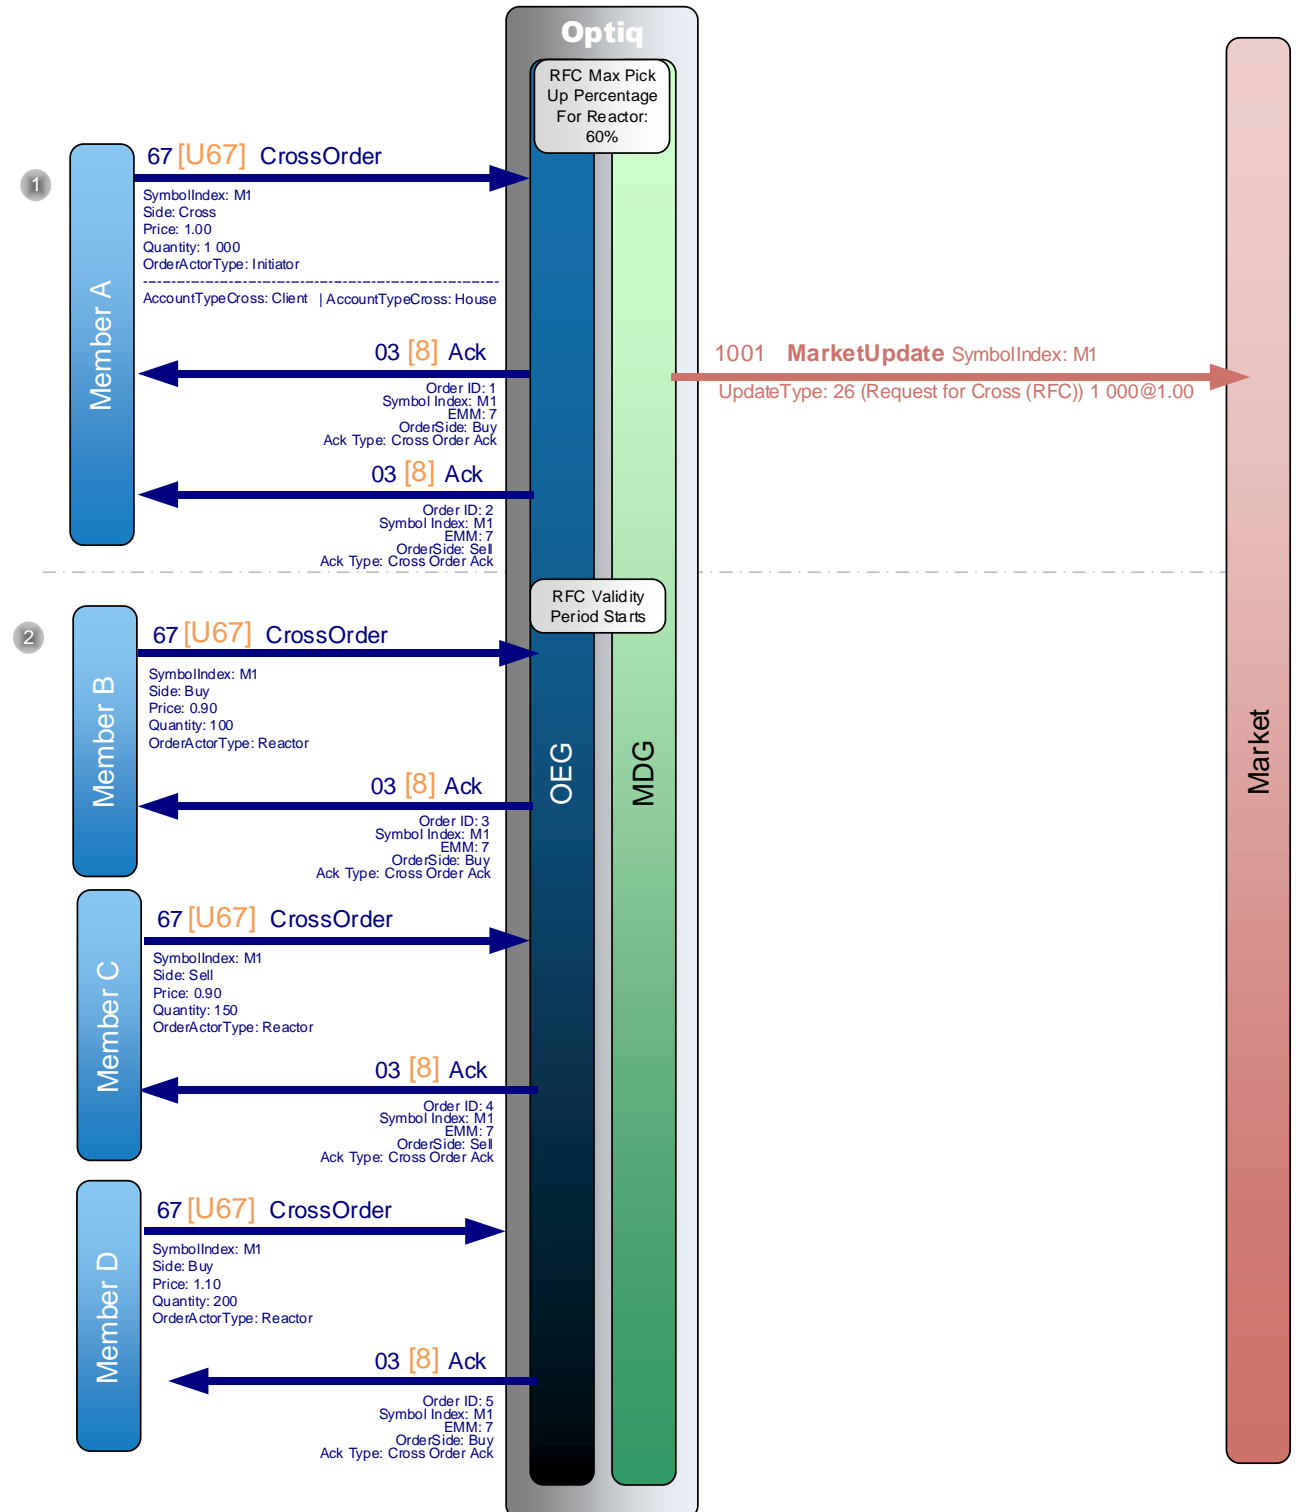 Optiq
RFC Max Pick
Up Percentage
For Reactor:
60%
1
Member A
67 [U67] CrossOrder
SymbolIndex: M1
Side: Cross
Price: 1.00
Quantity: 1 000
OrderActorType: Initiator
AccountTypeCross: Client | AccountTypeCross: House
03 [8] Ack
Order ID: 1
Symbol Index: M1
EMM: 7
OrderSide: Buy
Ack Type: Cross Order Ack
1001 MarketUpdate SymbolIndex: M1
UpdateType: 26 (Request for Cross (RFC)) 1 000@1.00
03 [8] Ack
Order ID: 2
Symbol Index: M1
EMM: 7
OrderSide: Sell
Ack Type: Cross Order Ack
RFC Validity
Period Starts
2
Member B
67 [U67] CrossOrder
SymbolIndex: M1
Side: Buy
Price: 0.90
Quantity: 100
OrderActorType: Reactor
OEG
MDG
Market
03 [8] Ack
Order ID: 3
Symbol Index: M1
EMM: 7
OrderSide: Buy
Ack Type: Cross Order Ack
Member C
67 [U67] CrossOrder
SymbolIndex: M1
Side: Sell
Price: 0.90
Quantity: 150
OrderActorType: Reactor
03 [8] Ack
Order ID: 4
Symbol Index: M1
EMM: 7
OrderSide: Sell
Ack Type: Cross Order Ack
Member D
67 [U67] CrossOrder
SymbolIndex: M1
Side: Buy
Price: 1.10
Quantity: 200
OrderActorType: Reactor
03 [8] Ack
Order ID: 5
Symbol Index: M1
EMM: 7
OrderSide: Buy
Ack Type: Cross Order Ack